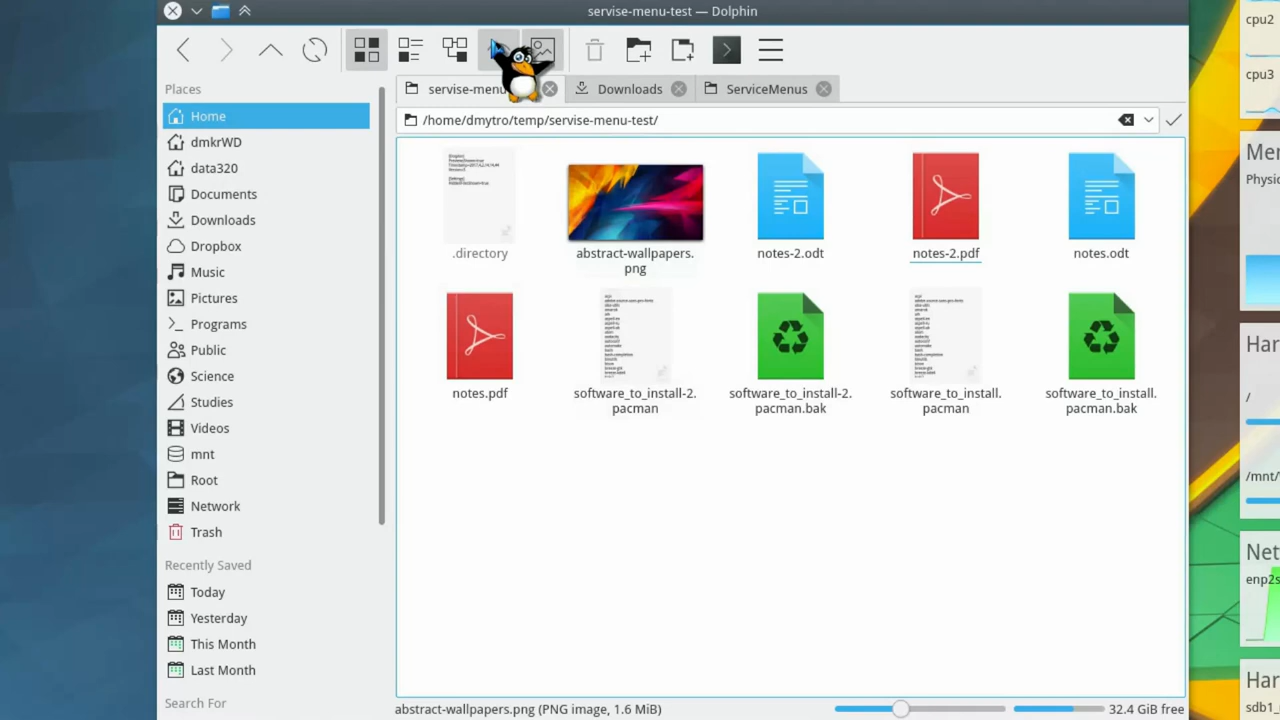 servise-menu-test — Dolphin
Places
servise-menu
Downloads
ServiceMenus
/home/dmytro/temp/servise-menu-test/
Home
dmkrWD
data320
Documents
Downloads
Dropbox
Music
Pictures
Programs
Public
Science
Studies
Videos
mnt
Root
Network
Trash
Recently Saved
Today
Yesterday
This Month
Last Month
Search For
.directory
abstract-wallpapers.
png
notes-2.odt
notes-2.pdf
notes.odt
notes.pdf
software_to_install-2.
pacman
software_to_install-2.
pacman.bak
software_to_install.
pacman
software_to_install.
pacman.bak
abstract-wallpapers.png (PNG image, 1.6 MiB)
32.4 GiB free
cpu2
cpu3
Mem
Physic
Har
/
/mnt/
Net
enp2s
Har
sdb1_